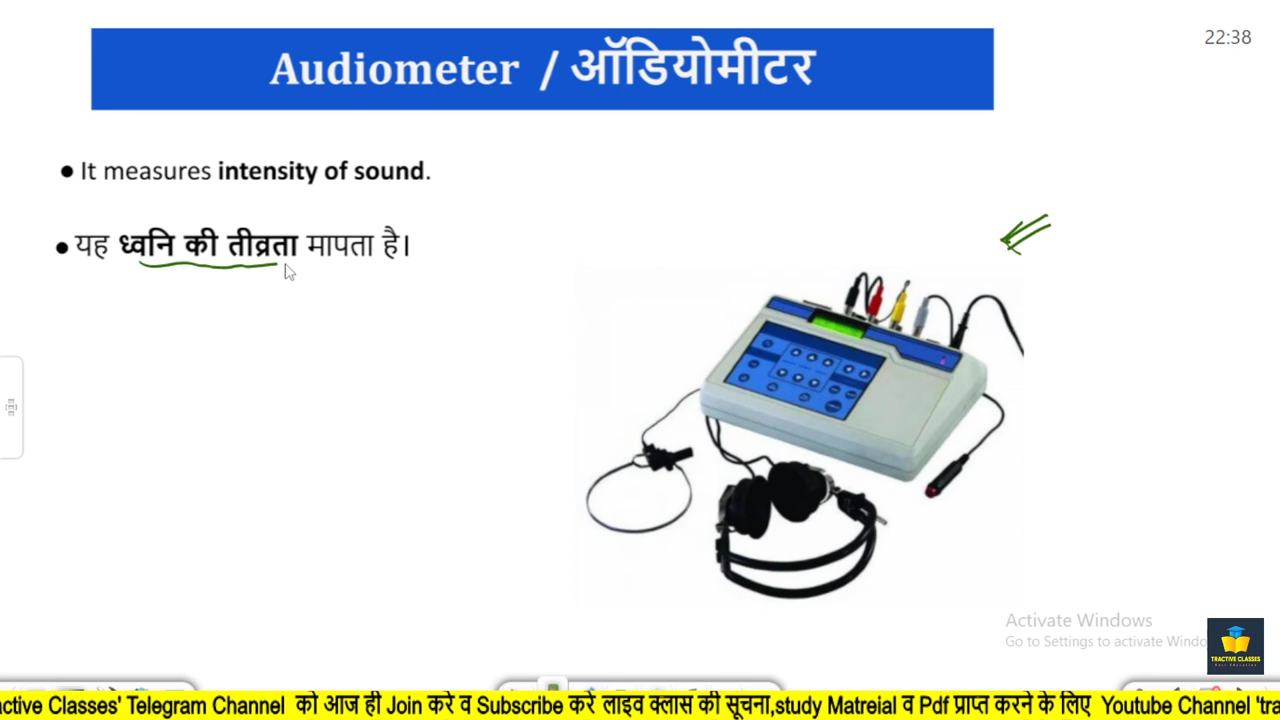 22:38
Audiometer / ऑडियोमीटर
● It measures intensity of sound.
● यह ध्वनि की तीव्रता मापता है।
Activate Windows
Go to Settings to activate Windo
TRACTIVE CLASSES
active Classes' Telegram Channel को आज ही Join करे व Subscribe करें लाइव क्लास की सूचना,study Matreial व Pdf प्राप्त करने के लिए Youtube Channel 'tra